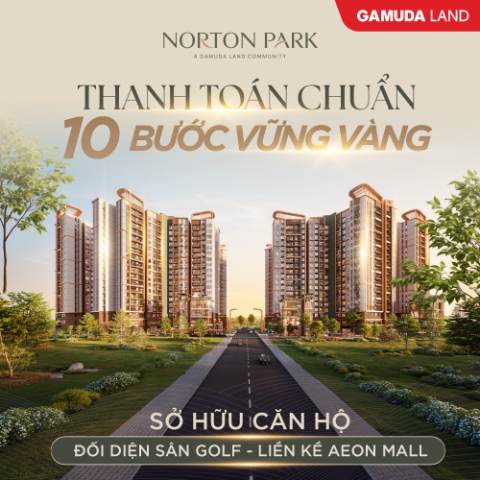 GAMUDA LAND
NORTON PARK
A GAMUDA LAND COMMUNITY
THANH TOÁN CHUẨN
10 BƯỚC VỮNG VÀNG
SỞ HỮU CĂN HỘ
ĐỐI DIỆN SÂN GOLF - LIỀN KỀ AEON MALL